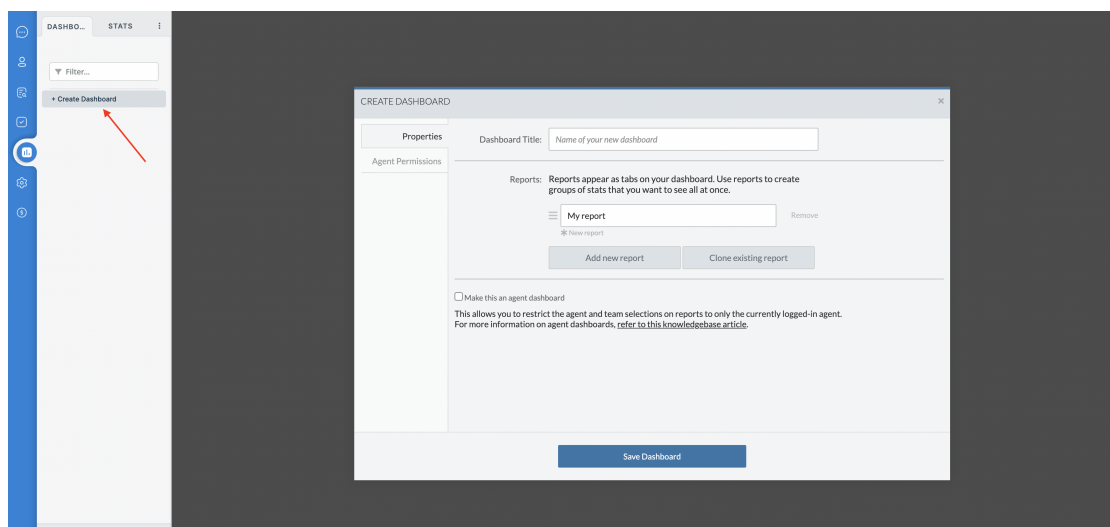 DASHBO... STATS
Filter...
+ Create Dashboard
CREATE DASHBOARD
Properties
Agent Permissions
Dashboard Title: Name of your new dashboard
Reports: Reports appear as tabs on your dashboard. Use reports to create
groups of stats that you want to see all at once.
My report Remove
* New report
Add new report Clone existing report
Make this an agent dashboard
This allows you to restrict the agent and team selections on reports to only the currently logged-in agent.
For more information on agent dashboards, refer to this knowledgebase article.
Save Dashboard